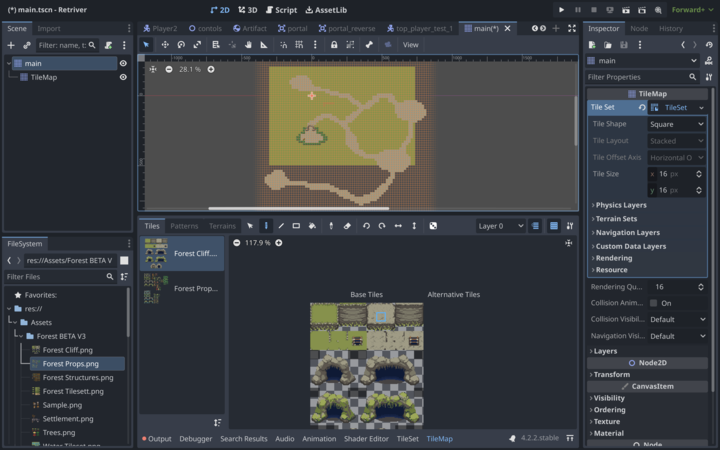 (*) main.tscn - Retriver
2D
3D
Script
AssetLib
Forward+
Scene
Import
Filter: name, t:
main
TileMap
Player2
contols
Artifact
portal
portal_reverse
top_player_test_1
main(*)
View
28.1 %
Inspector
Node
History
main
Filter Properties
TileMap
Tile Set
TileSet
Tile Shape
Square
Tile Layout
Stacked
Tile Offset Axis
Horizontal O
Tile Size
x 16 px
y 16 px
Physics Layers
Terrain Sets
Navigation Layers
Custom Data Layers
Rendering
Resource
Rendering Qu...
16
Collision Anim...
On
Collision Visibil...
Default
Navigation Visi...
Default
Layers
Node2D
Transform
CanvasItem
Visibility
Ordering
Texture
Material
Node
FileSystem
res://Assets/Forest BETA V
Filter Files
Favorites:
res://
Assets
Forest BETA V3
Forest Cliff.png
Forest Props.png
Forest Structures.png
Forest Tilesett.png
Sample.png
Settlement.png
Trees.png
Tiles
Patterns
Terrains
Layer 0
117.9 %
Forest Cliff....
Forest Prop...
Base Tiles
Alternative Tiles
Output
Debugger
Search Results
Audio
Animation
Shader Editor
TileSet
TileMap
4.2.2.stable